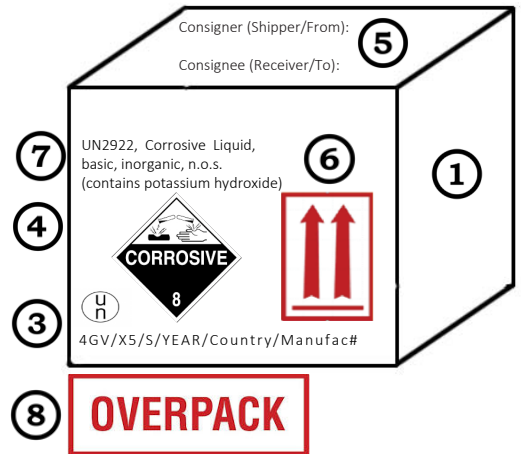 Consigner (Shipper/From):
5
Consignee (Receiver/To):
7
UN2922, Corrosive Liquid,
basic, inorganic, n.o.s.
(contains potassium hydroxide)
6
1
4
CORROSIVE
8
u
n
3
4GV/X5/S/YEAR/Country/Manufac#
8
OVERPACK